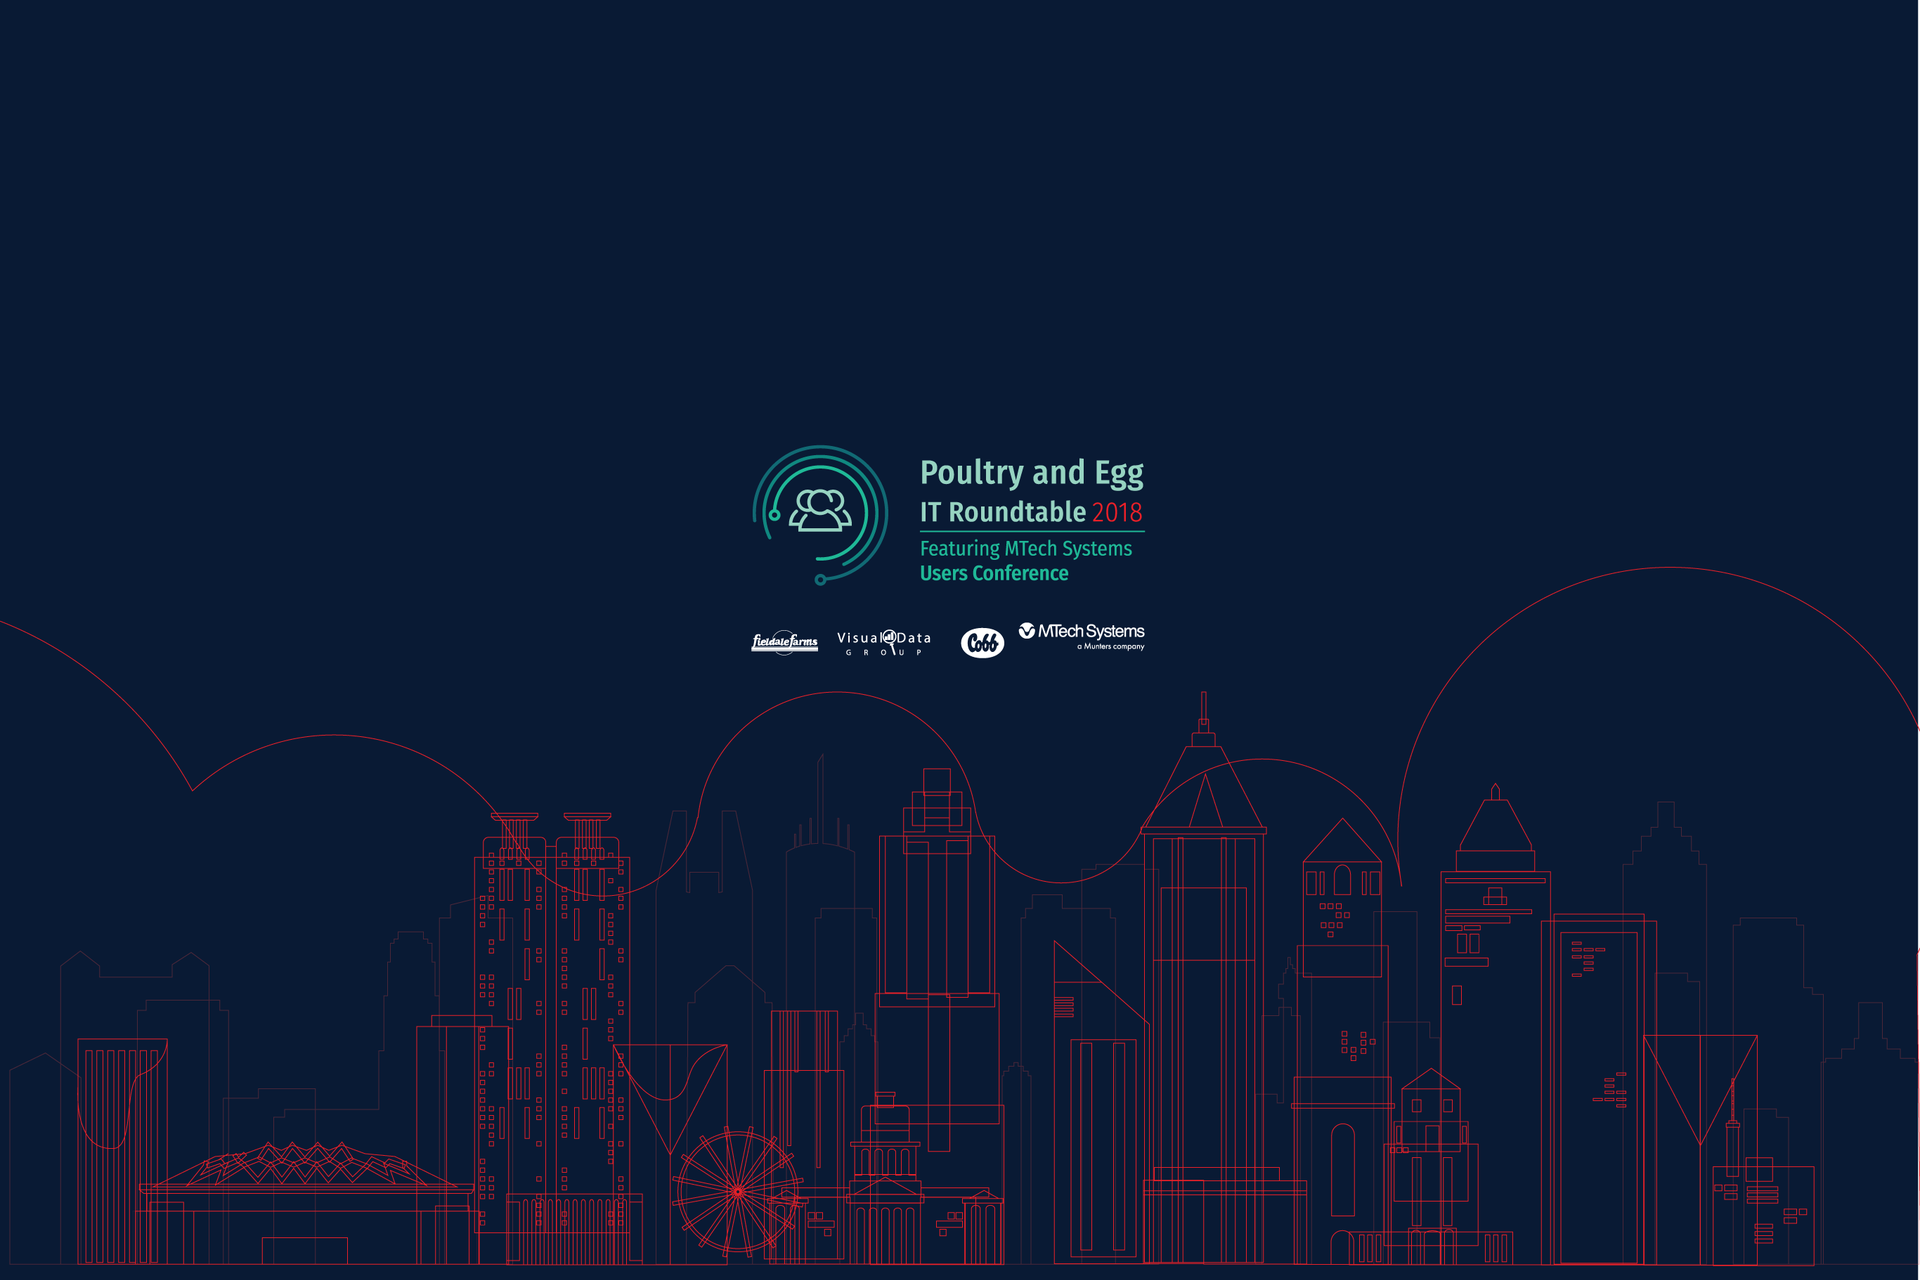 Poultry and Egg
IT Roundtable 2018
Featuring MTech Systems
Users Conference
fieldale farms
Visual Data
GROUP
Cobb
MTech Systems
a Munters company